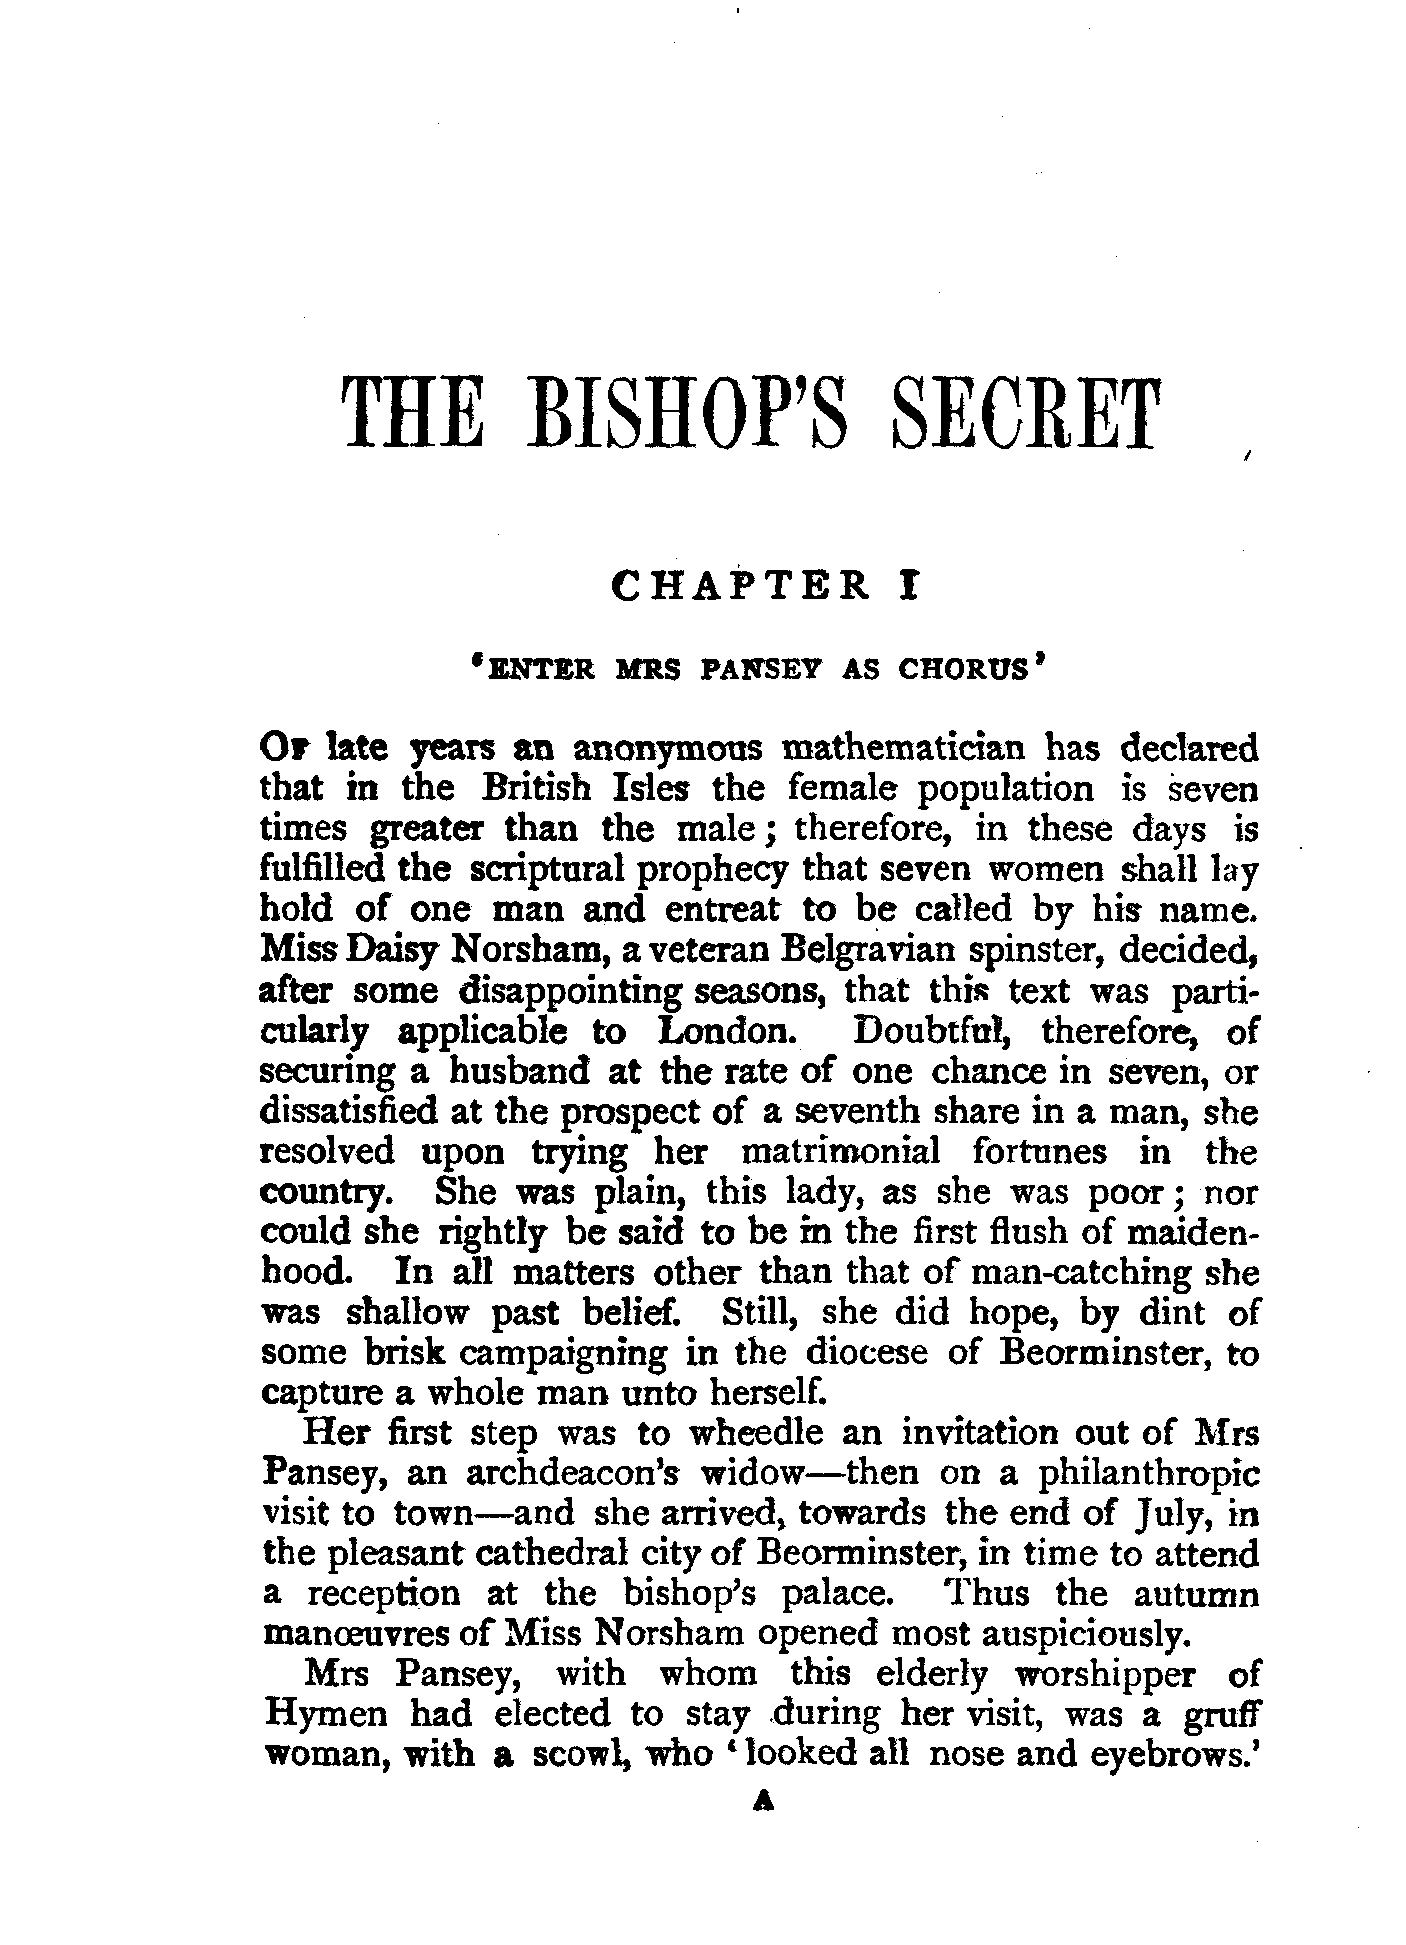 THE BISHOP'S SECRET
CHAPTER I
‘ENTER MRS PANSEY AS CHORUS’
OF late years an anonymous mathematician has declared
that in the British Isles the female population is seven
times greater than the male; therefore, in these days is
fulfilled the scriptural prophecy that seven women shall lay
hold of one man and entreat to be called by his name.
Miss Daisy Norsham, a veteran Belgravian spinster, decided,
after some disappointing seasons, that this text was parti-
cularly applicable to London. Doubtful, therefore, of
securing a husband at the rate of one chance in seven, or
dissatisfied at the prospect of a seventh share in a man, she
resolved upon trying her matrimonial fortunes in the
country. She was plain, this lady, as she was poor; nor
could she rightly be said to be in the first flush of maiden-
hood. In all matters other than that of man-catching she
was shallow past belief. Still, she did hope, by dint of
some brisk campaigning in the diocese of Beorminster, to
capture a whole man unto herself.
Her first step was to wheedle an invitation out of Mrs
Pansey, an archdeacon's widow—then on a philanthropic
visit to town—and she arrived, towards the end of July, in
the pleasant cathedral city of Beorminster, in time to attend
a reception at the bishop's palace. Thus the autumn
manœuvres of Miss Norsham opened most auspiciously.
Mrs Pansey, with whom this elderly worshipper of
Hymen had elected to stay during her visit, was a gruff
woman, with a scowl, who ‘looked all nose and eyebrows.’
A